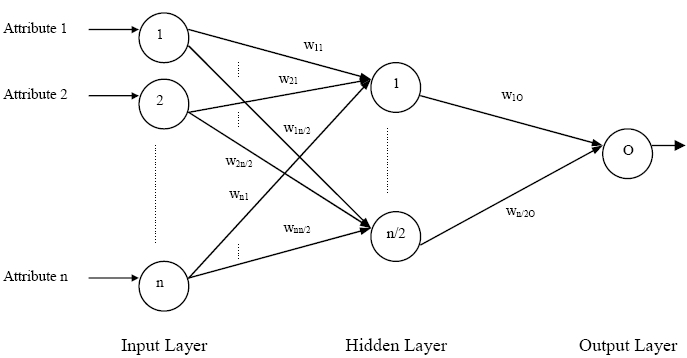 Attribute 1
1
w11
w21
Attribute 2
2
1
w1O
w1n/2
w2n/2
O
wn1
wn/2O
wnn/2
n/2
Attribute n
n
Input Layer
Hidden Layer
Output Layer